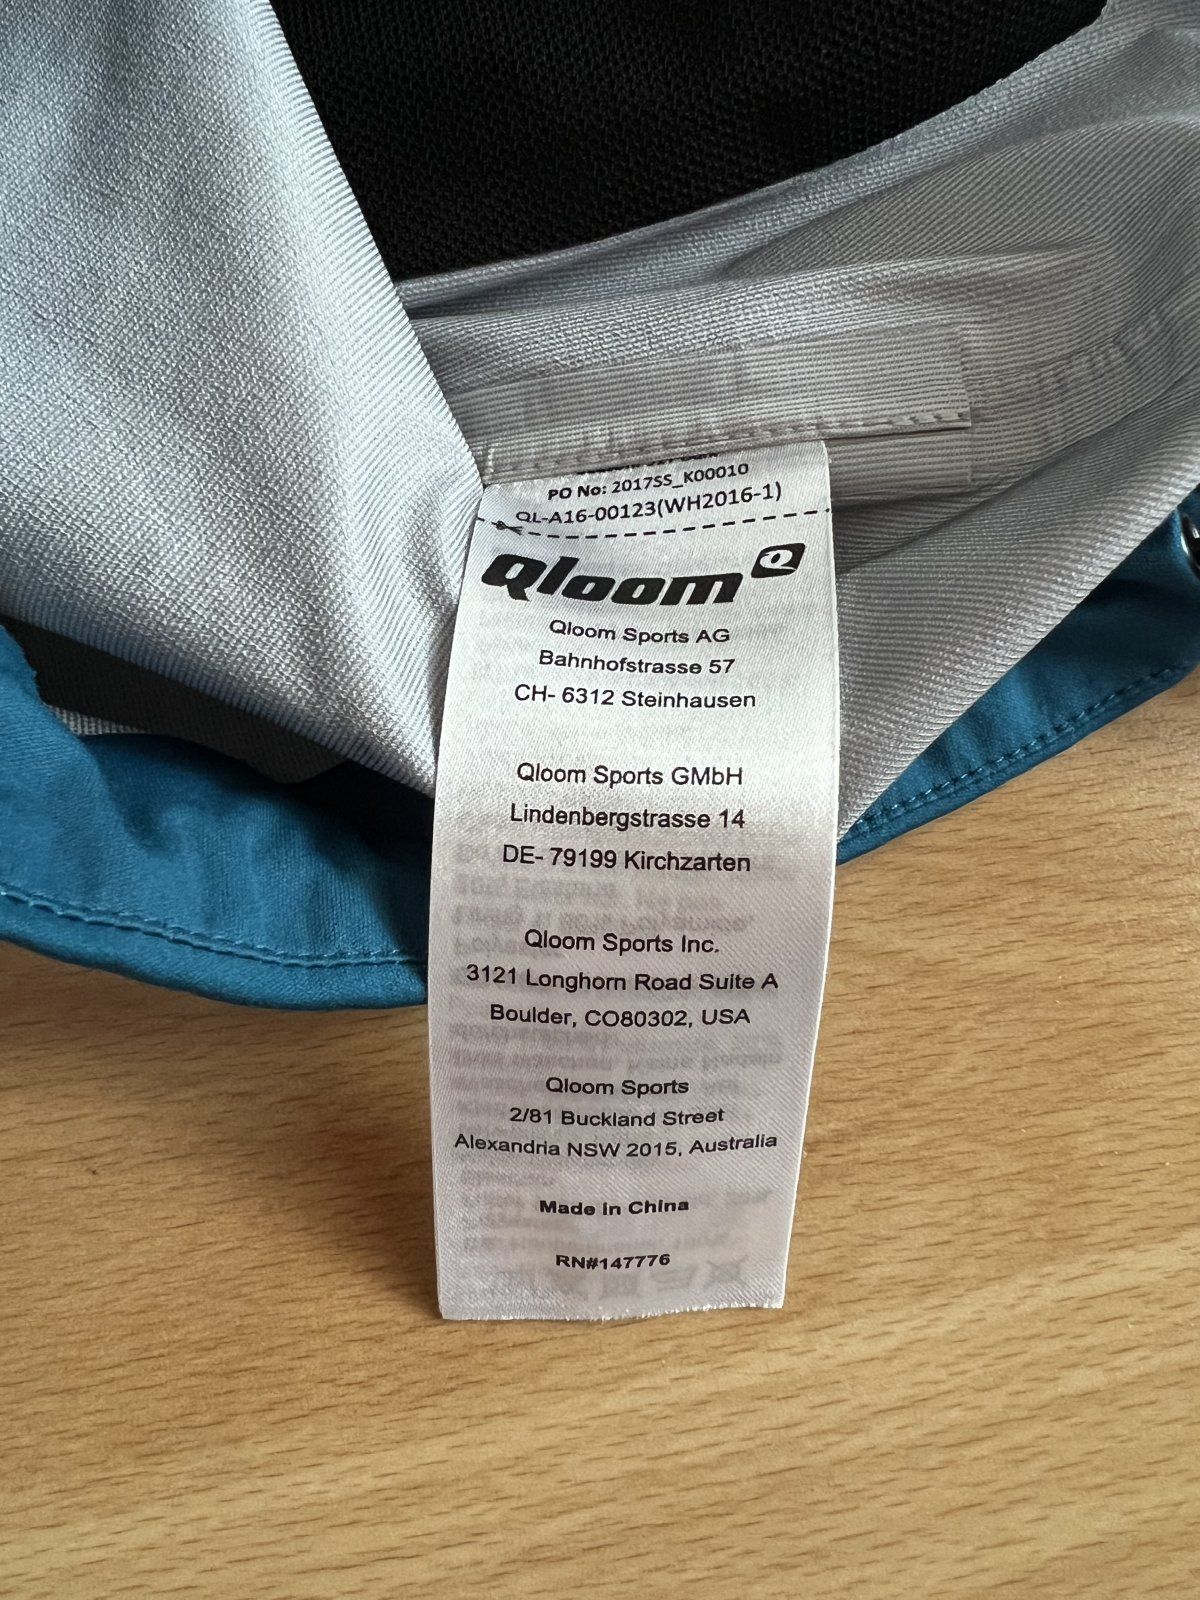 PO No: 2017SS_K00010
QL-A16-00123(WH2016-1)
Qloom
Qloom Sports AG
Bahnhofstrasse 57
CH- 6312 Steinhausen
Qloom Sports GMbH
Lindenbergstrasse 14
DE- 79199 Kirchzarten
Qloom Sports Inc.
3121 Longhorn Road Suite A
Boulder, CO80302, USA
Qloom Sports
2/81 Buckland Street
Alexandria NSW 2015, Australia
Made in China
RN#147776